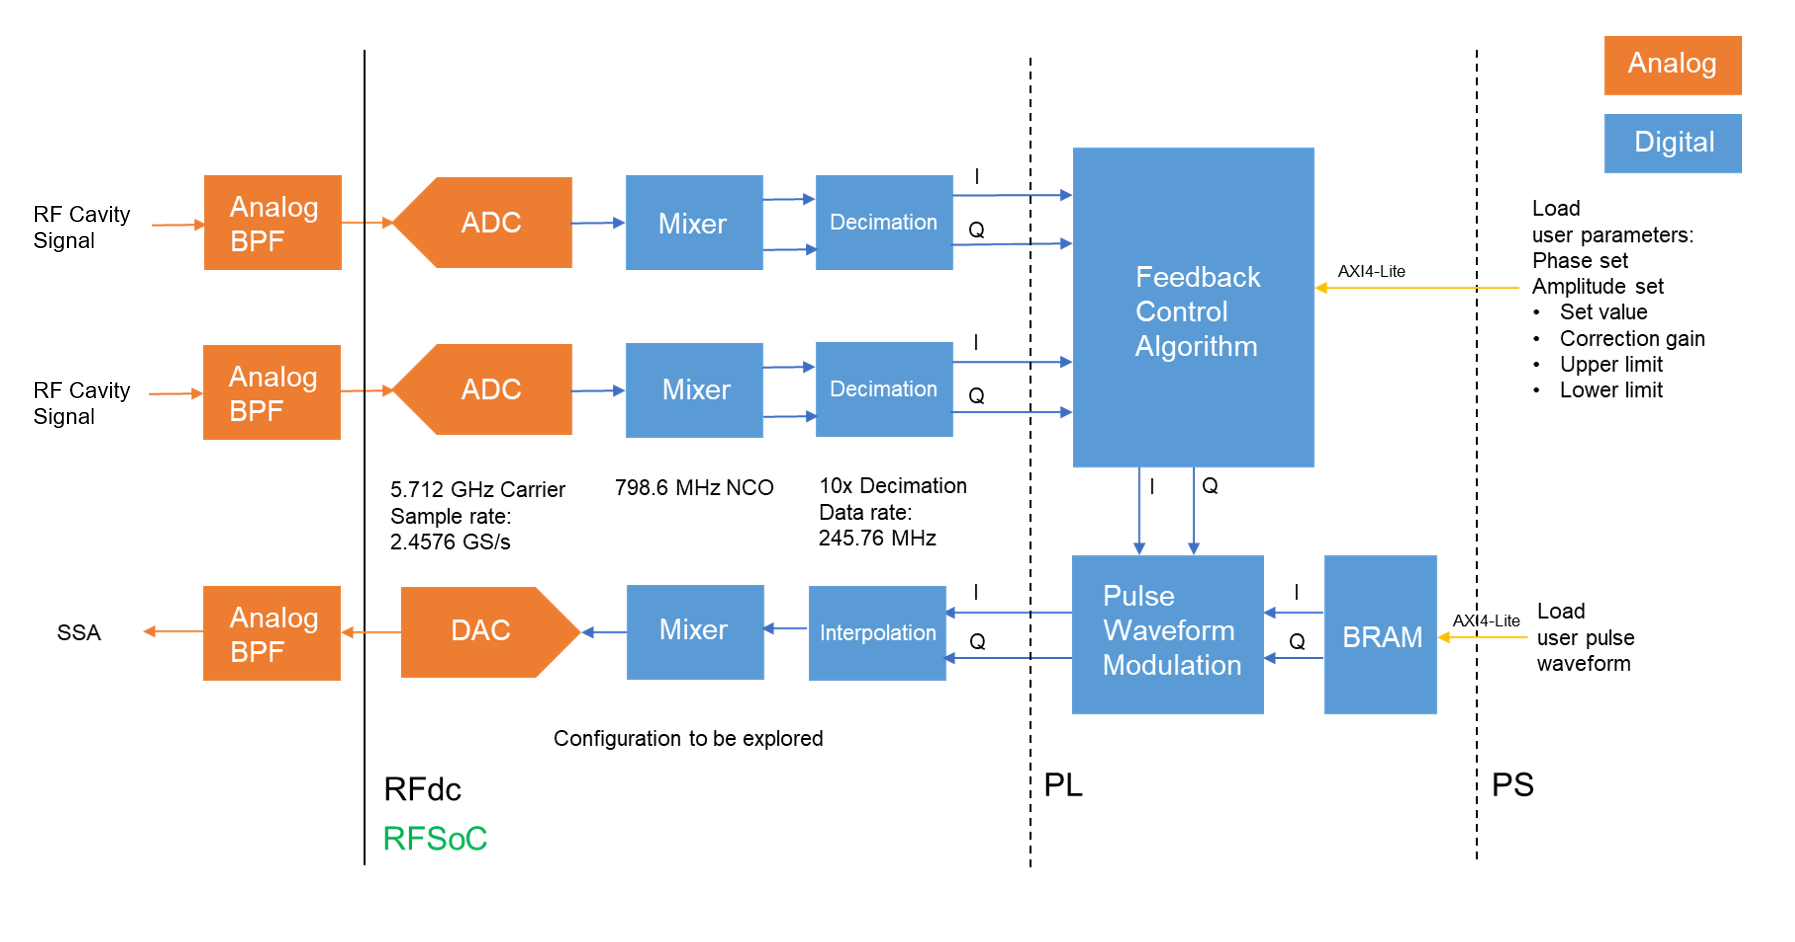 Analog
Digital
RF Cavity
Signal
Analog
BPF
ADC
Mixer
Decimation
I
Q
Feedback
Control
Algorithm
AXI4-Lite
Load
user parameters:
Phase set
Amplitude set
• Set value
• Correction gain
• Upper limit
• Lower limit
RF Cavity
Signal
Analog
BPF
ADC
Mixer
Decimation
I
Q
5.712 GHz Carrier
Sample rate:
2.4576 GS/s
798.6 MHz NCO
10x Decimation
Data rate:
245.76 MHz
I
Q
SSA
Analog
BPF
DAC
Mixer
Interpolation
I
Q
Pulse
Waveform
Modulation
I
Q
BRAM
AXI4-Lite
Load
user pulse
waveform
Configuration to be explored
RFdc
RFSoC
PL
PS